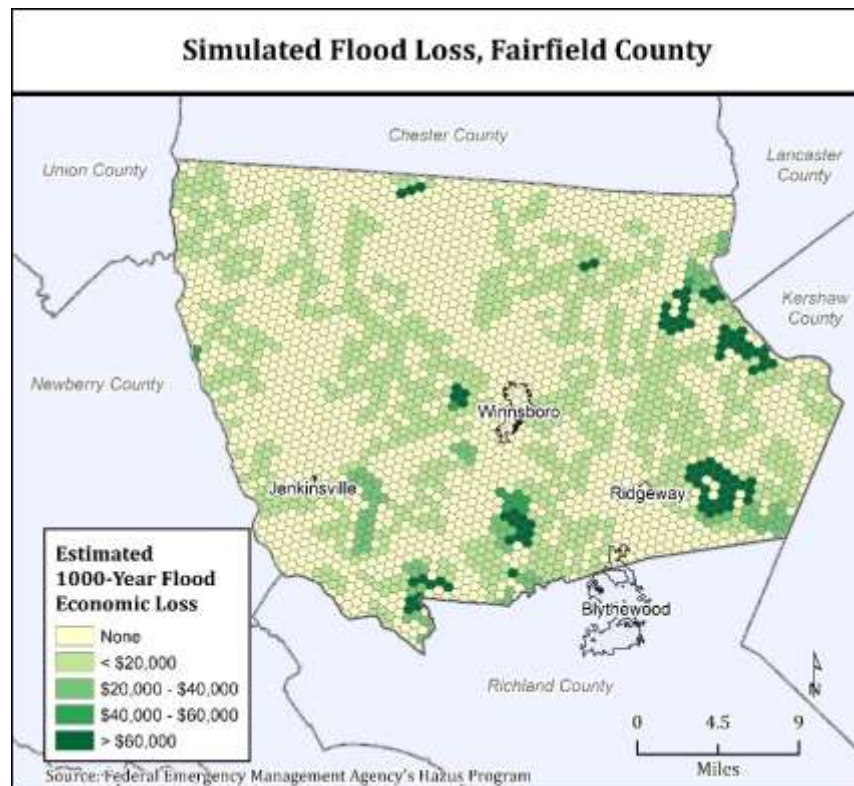 Simulated Flood Loss, Fairfield County
Chester County
Union County
Lancaster
County
Kershaw
County
Newberry County
Winnsboro
Jenkinsville
Ridgeway
Blythewood
Richland County
Estimated
1000-Year Flood
Economic Loss
None
< $20,000
$20,000 - $40,000
$40,000 - $60,000
> $60,000
N
0 4.5 9
Miles
Source: Federal Emergency Management Agency's Hazus Program